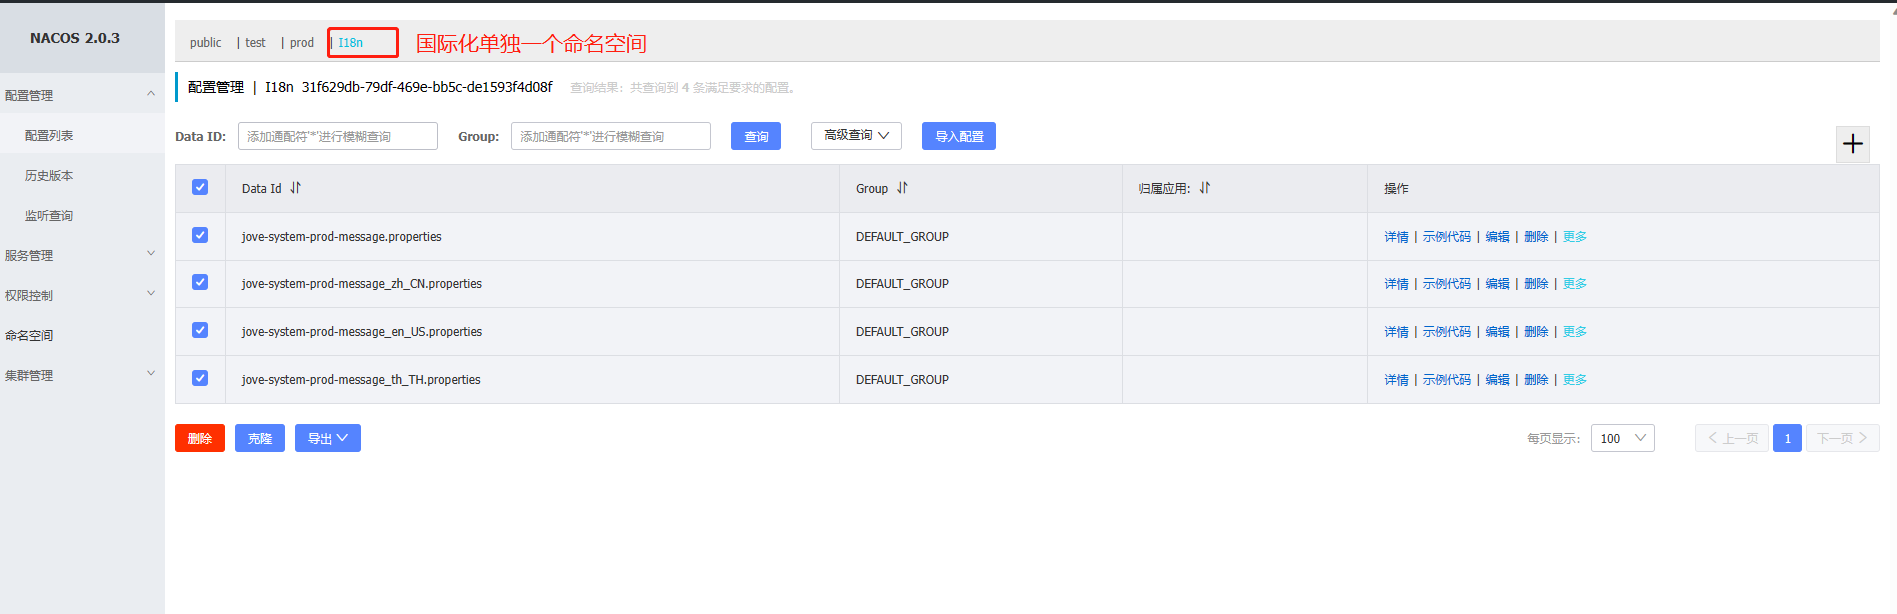 NACOS 2.0.3
配置管理
配置列表
历史版本
监听查询
服务管理
权限控制
命名空间
集群管理
public | test | prod | I18n 国际化单独一个命名空间
配置管理 | I18n 31f629db-79df-469e-bb5c-de1593f4d08f 查询结果：共查询到 4 条满足要求的配置。
Data ID: 添加通配符'*'进行模糊查询 Group: 添加通配符'*'进行模糊查询 查询 高级查询 导入配置
Data Id Group 归属应用: 操作
jove-system-prod-message.properties DEFAULT_GROUP 详情 | 示例代码 | 编辑 | 删除 | 更多
jove-system-prod-message_zh_CN.properties DEFAULT_GROUP 详情 | 示例代码 | 编辑 | 删除 | 更多
jove-system-prod-message_en_US.properties DEFAULT_GROUP 详情 | 示例代码 | 编辑 | 删除 | 更多
jove-system-prod-message_th_TH.properties DEFAULT_GROUP 详情 | 示例代码 | 编辑 | 删除 | 更多
删除 克隆 导出 每页显示: 100 上一页 1 下一页